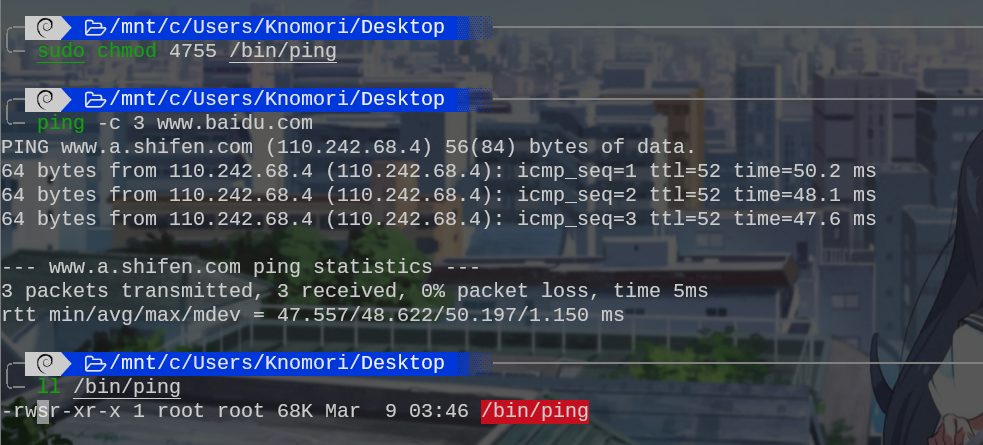 /mnt/c/Users/Knomori/Desktop
sudo chmod 4755 /bin/ping
/mnt/c/Users/Knomori/Desktop
ping -c 3 www.baidu.com
PING www.a.shifen.com (110.242.68.4) 56(84) bytes of data.
64 bytes from 110.242.68.4 (110.242.68.4): icmp_seq=1 ttl=52 time=50.2 ms
64 bytes from 110.242.68.4 (110.242.68.4): icmp_seq=2 ttl=52 time=48.1 ms
64 bytes from 110.242.68.4 (110.242.68.4): icmp_seq=3 ttl=52 time=47.6 ms
--- www.a.shifen.com ping statistics ---
3 packets transmitted, 3 received, 0% packet loss, time 5ms
rtt min/avg/max/mdev = 47.557/48.622/50.197/1.150 ms
/mnt/c/Users/Knomori/Desktop
ll /bin/ping
-rwsr-xr-x 1 root root 68K Mar  9 03:46 /bin/ping